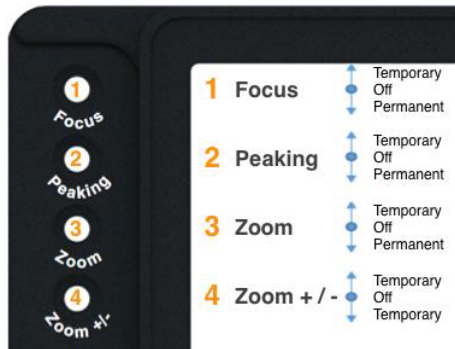 1
Focus
2
Peaking
3
Zoom
4
Zoom +/-
1 Focus
Temporary
Off
Permanent
2 Peaking
Temporary
Off
Permanent
3 Zoom
Temporary
Off
Permanent
4 Zoom + / -
Temporary
Off
Temporary